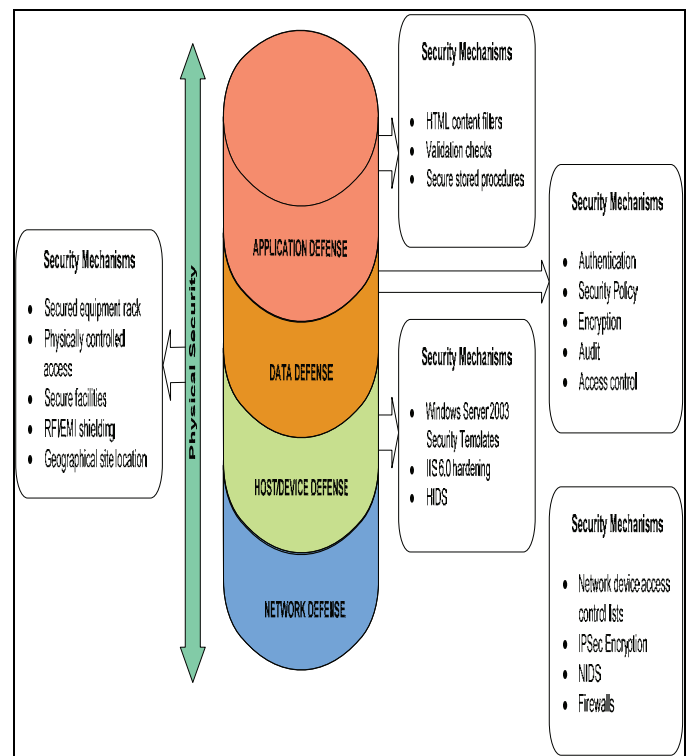 Security Mechanisms
• HTML content filters
• Validation checks
• Secure stored procedures
Security Mechanisms
• Authentication
• Security Policy
• Encryption
• Audit
• Access control
Security Mechanisms
• Secured equipment rack
• Physically controlled
access
• Secure facilities
• RF/EMI shielding
• Geographical site location
Physical Security
APPLICATION DEFENSE
DATA DEFENSE
HOST/DEVICE DEFENSE
NETWORK DEFENSE
Security Mechanisms
• Windows Server 2003
Security Templates
• IIS 6.0 hardening
• HIDS
Security Mechanisms
• Network device access
control lists
• IPSec Encryption
• NIDS
• Firewalls